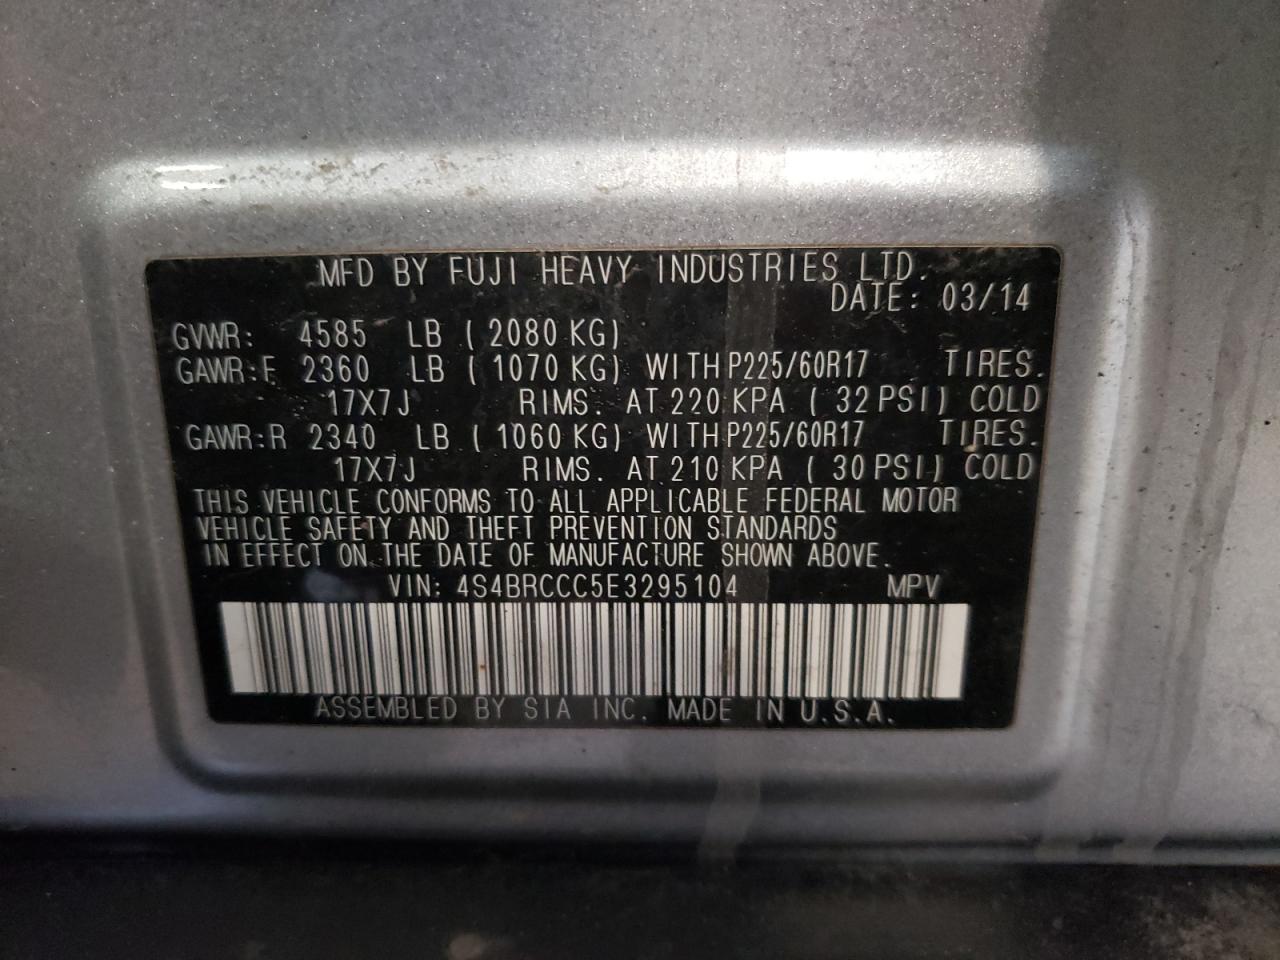 MFD BY FUJI HEAVY INDUSTRIES LTD.
DATE: 03/14
GVWR: 4585 LB ( 2080 KG)
GAWR:F 2360 LB ( 1070 KG) WITH P225/60R17 TIRES.
17X7J RIMS. AT 220 KPA ( 32 PSI) COLD
GAWR:R 2340 LB ( 1060 KG) WITH P225/60R17 TIRES.
17X7J RIMS. AT 210 KPA ( 30 PSI) COLD
THIS VEHICLE CONFORMS TO ALL APPLICABLE FEDERAL MOTOR
VEHICLE SAFETY AND THEFT PREVENTION STANDARDS
IN EFFECT ON THE DATE OF MANUFACTURE SHOWN ABOVE.
VIN: 4S4BRCCC5E3295104 MPV
ASSEMBLED BY SIA INC. MADE IN U.S.A.